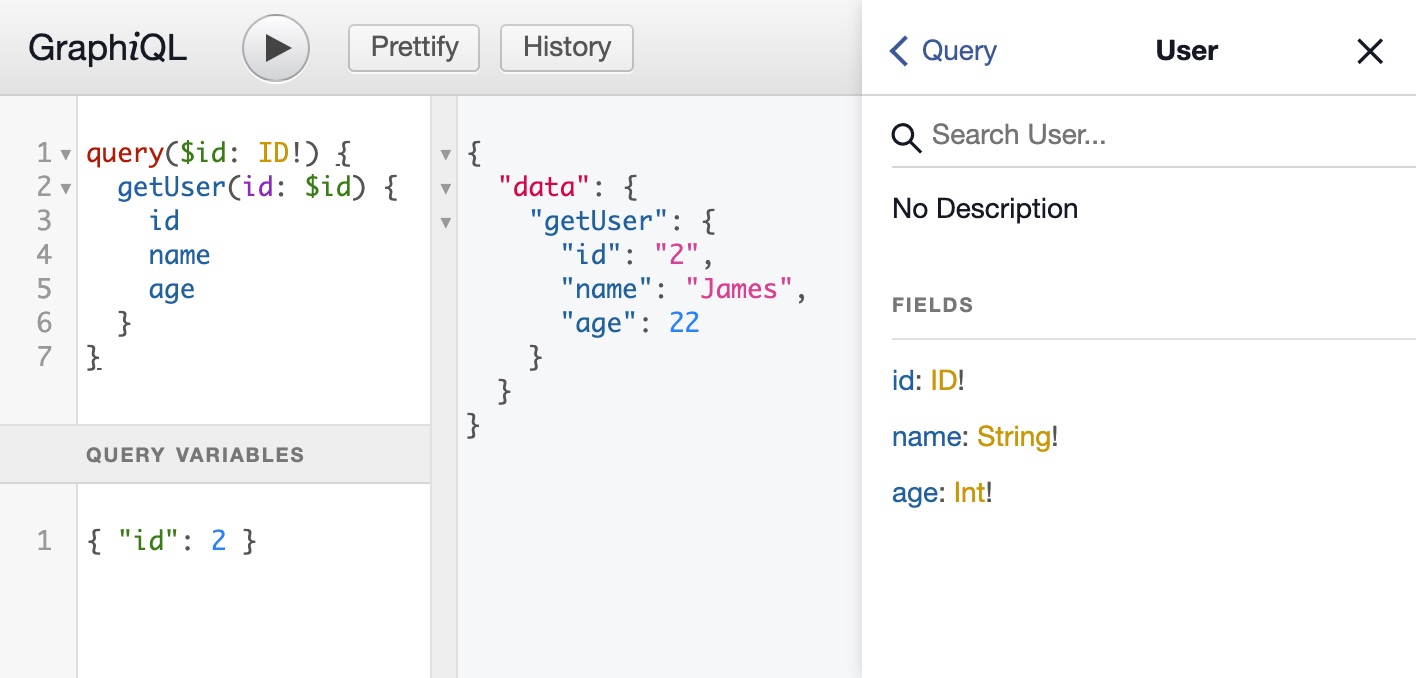 GraphiQL
Prettify
History
1 query($id: ID!) {
2 getUser(id: $id) {
3 id
4 name
5 age
6 }
7 }
QUERY VARIABLES
1 { "id": 2 }
{
"data": {
"getUser": {
"id": "2",
"name": "James",
"age": 22
}
}
}
Query
User
Search User...
No Description
FIELDS
id: ID!
name: String!
age: Int!